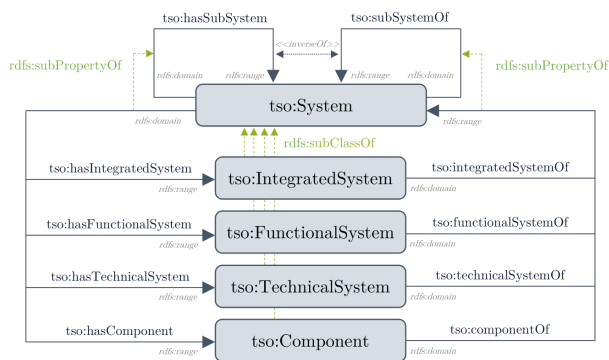 tso:hasSubSystem
tso:subSystemOf
<<inverseOf>>
rdfs:subPropertyOf
rdfs:subPropertyOf
rdfs:domain
rdfs:range
rdfs:range
rdfs:domain
tso:System
rdfs:domain
rdfs:range
rdfs:subClassOf
tso:hasIntegratedSystem
tso:IntegratedSystem
tso:integratedSystemOf
rdfs:range
rdfs:domain
tso:hasFunctionalSystem
tso:FunctionalSystem
tso:functionalSystemOf
rdfs:range
rdfs:domain
tso:hasTechnicalSystem
tso:TechnicalSystem
tso:technicalSystemOf
rdfs:range
rdfs:domain
tso:hasComponent
tso:Component
tso:componentOf
rdfs:range
rdfs:domain